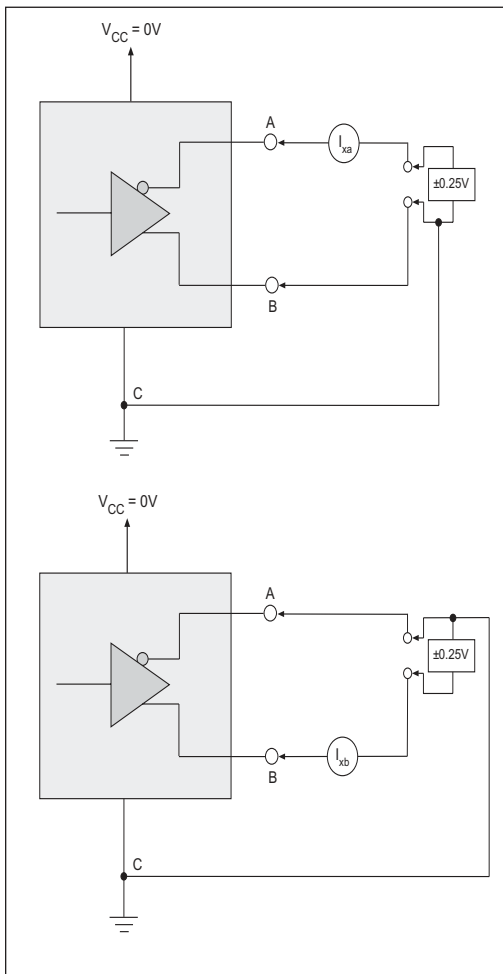 V_CC = 0V
A
I_xa
±0.25V
B
C
V_CC = 0V
A
±0.25V
I_xb
B
C